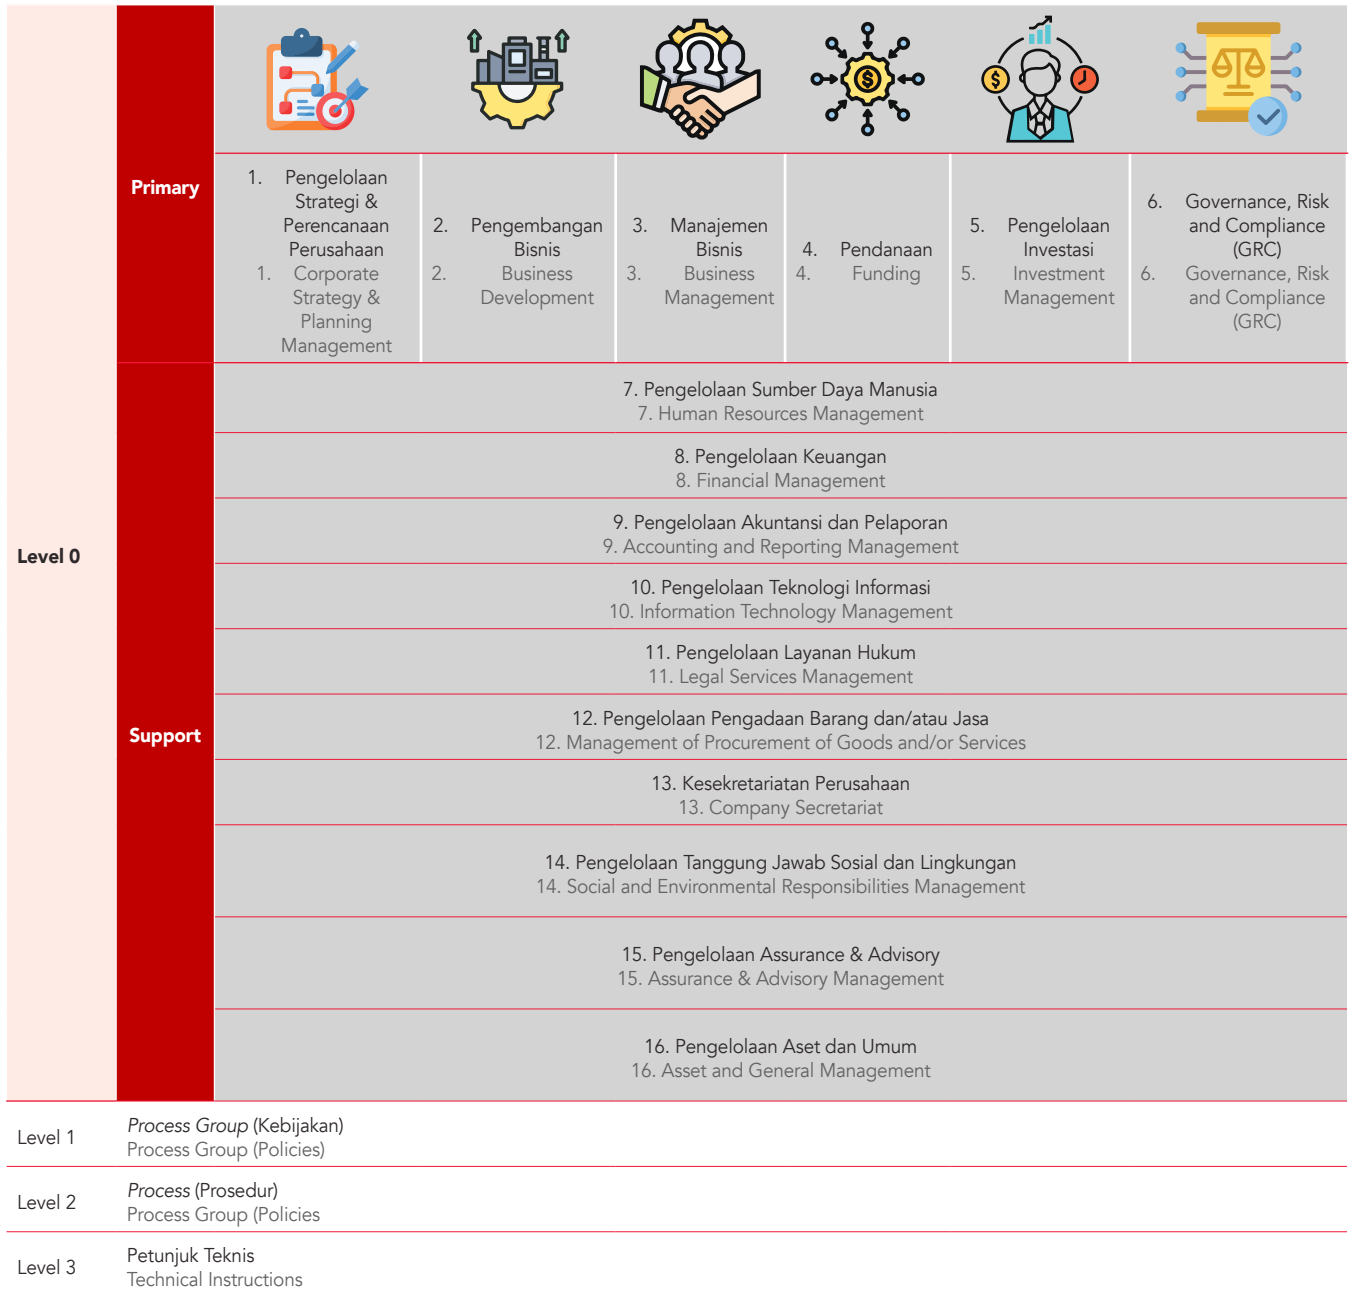 Level 0
Primary
1. Pengelolaan
Strategi &
Perencanaan
Perusahaan
1. Corporate
Strategy &
Planning
Management
2. Pengembangan
Bisnis
2. Business
Development
3. Manajemen
Bisnis
3. Business
Management
4. Pendanaan
4. Funding
5. Pengelolaan
Investasi
5. Investment
Management
6. Governance, Risk
and Compliance
(GRC)
6. Governance, Risk
and Compliance
(GRC)
Support
7. Pengelolaan Sumber Daya Manusia
7. Human Resources Management
8. Pengelolaan Keuangan
8. Financial Management
9. Pengelolaan Akuntansi dan Pelaporan
9. Accounting and Reporting Management
10. Pengelolaan Teknologi Informasi
10. Information Technology Management
11. Pengelolaan Layanan Hukum
11. Legal Services Management
12. Pengelolaan Pengadaan Barang dan/atau Jasa
12. Management of Procurement of Goods and/or Services
13. Kesekretariatan Perusahaan
13. Company Secretariat
14. Pengelolaan Tanggung Jawab Sosial dan Lingkungan
14. Social and Environmental Responsibilities Management
15. Pengelolaan Assurance & Advisory
15. Assurance & Advisory Management
16. Pengelolaan Aset dan Umum
16. Asset and General Management
Level 1
Process Group (Kebijakan)
Process Group (Policies)
Level 2
Process (Prosedur)
Process Group (Policies
Level 3
Petunjuk Teknis
Technical Instructions